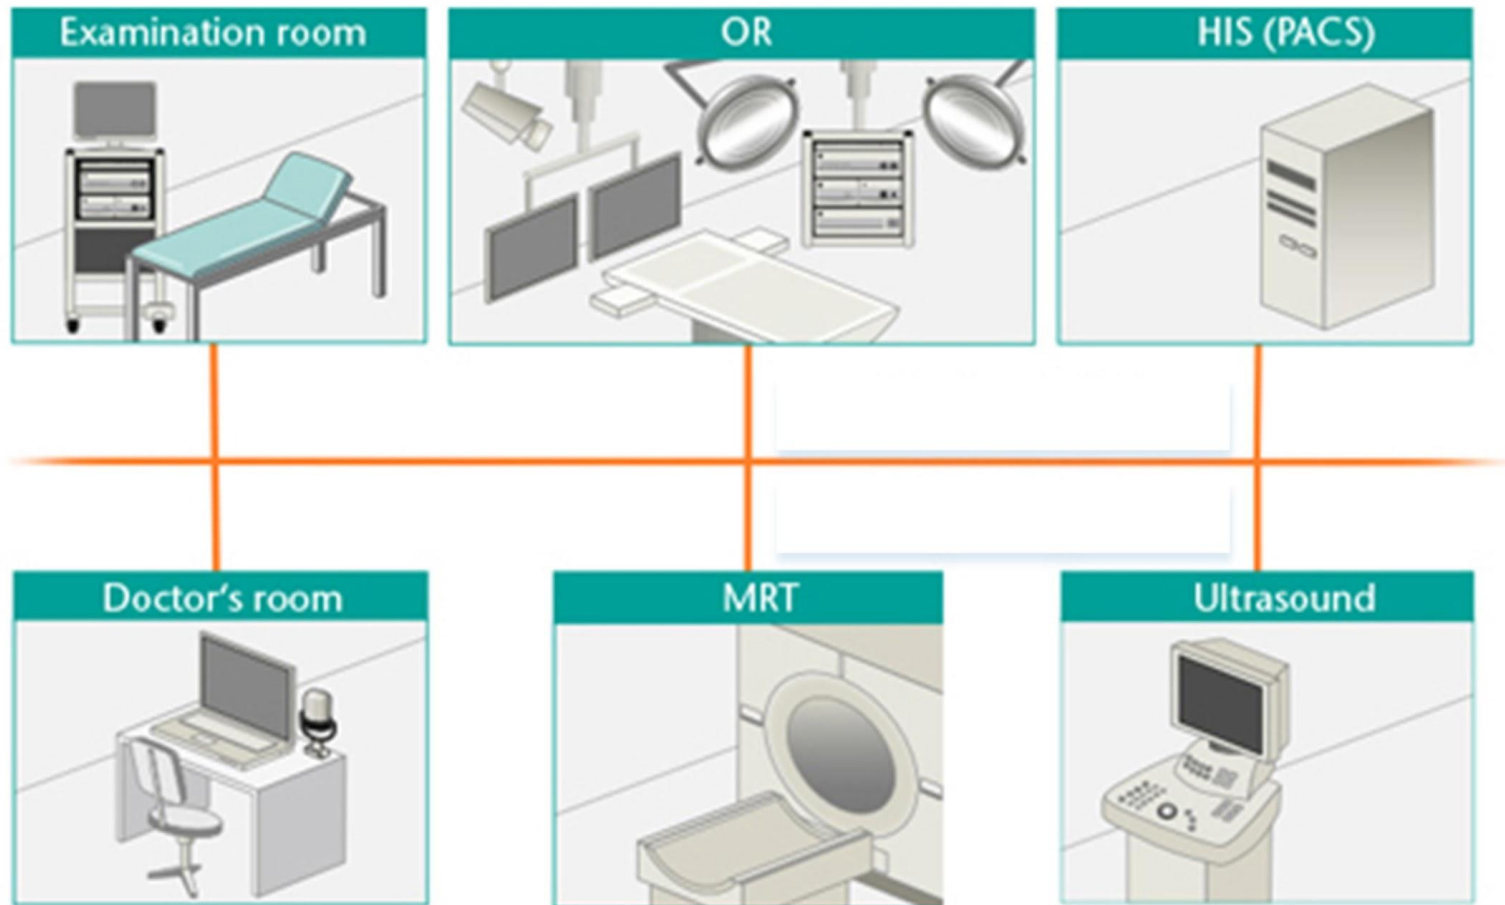 Examination room
OR
HIS (PACS)
Doctor's room
MRT
Ultrasound